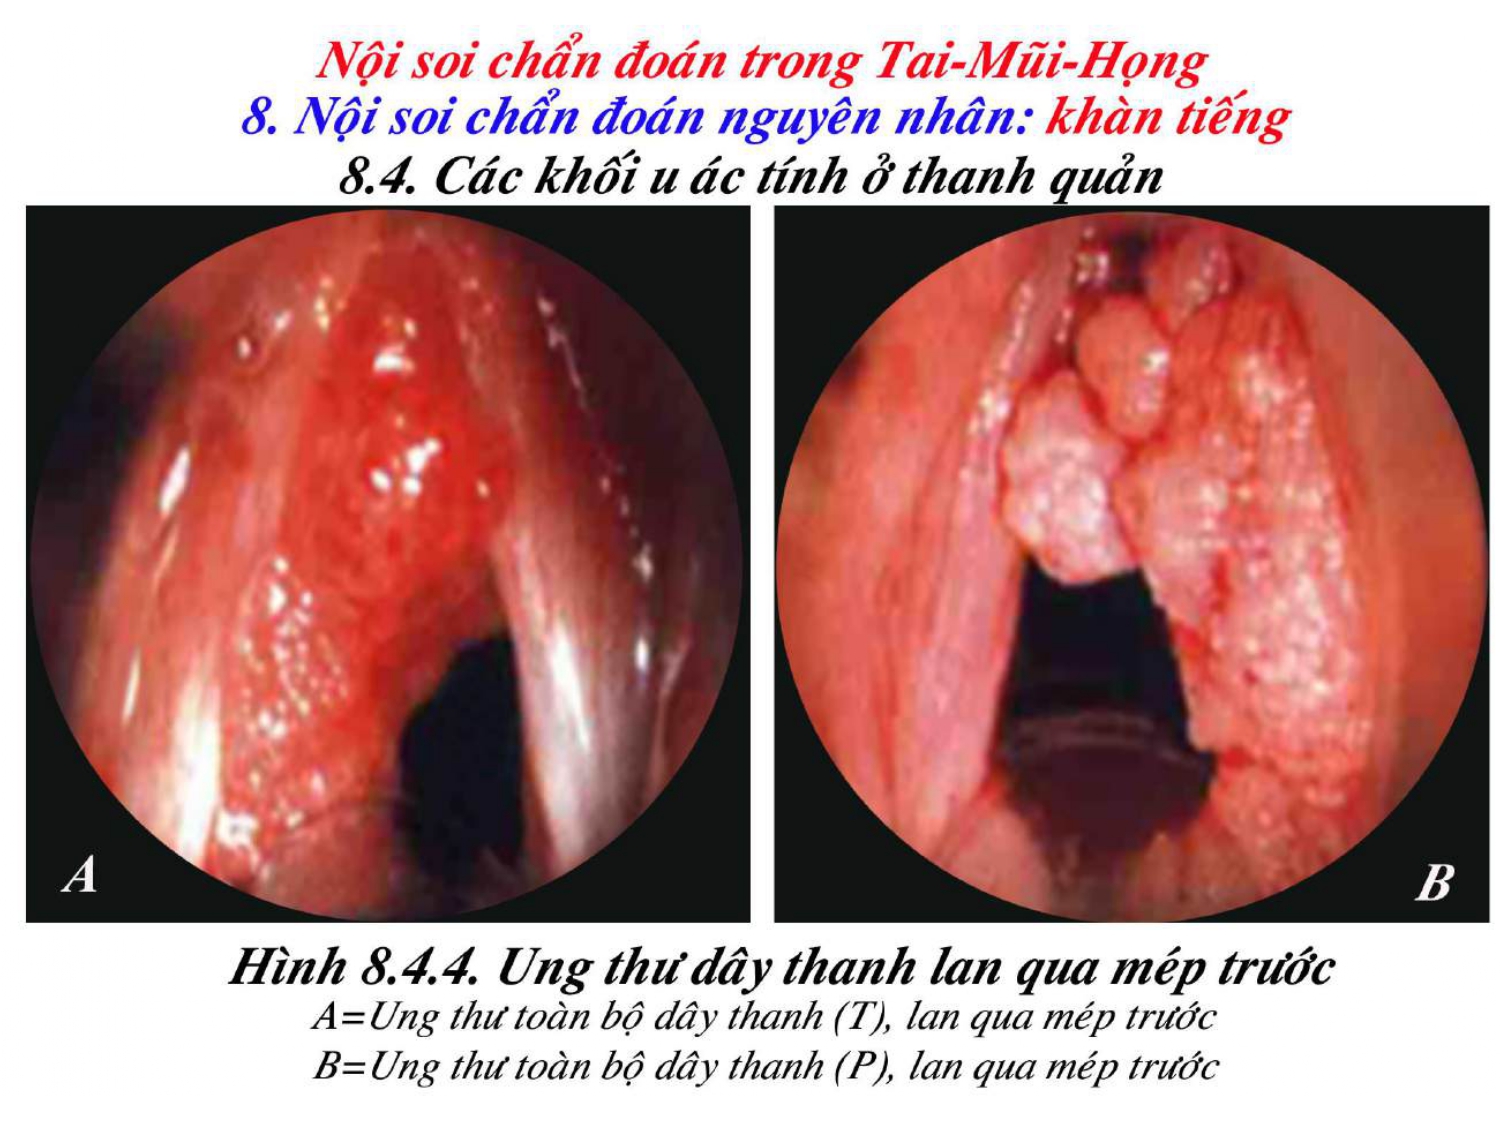 Nội soi chẩn đoán trong Tai-Mũi-Họng
8. Nội soi chẩn đoán nguyên nhân: khàn tiếng
8.4. Các khối u ác tính ở thanh quản
A
B
Hình 8.4.4. Ung thư dây thanh lan qua mép trước
A=Ung thư toàn bộ dây thanh (T), lan qua mép trước
B=Ung thư toàn bộ dây thanh (P), lan qua mép trước